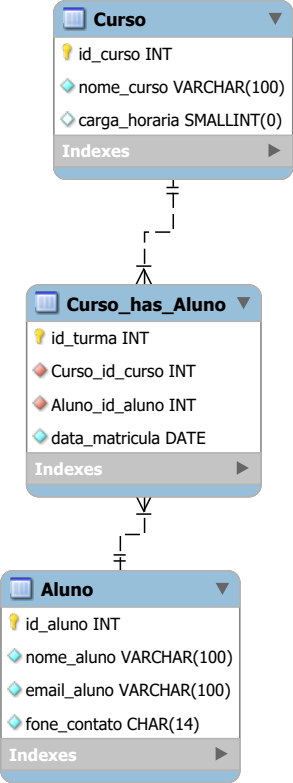 Curso
id_curso INT
nome_curso VARCHAR(100)
carga_horaria SMALLINT(0)
Indexes
Curso_has_Aluno
id_turma INT
Curso_id_curso INT
Aluno_id_aluno INT
data_matricula DATE
Indexes
Aluno
id_aluno INT
nome_aluno VARCHAR(100)
email_aluno VARCHAR(100)
fone_contato CHAR(14)
Indexes